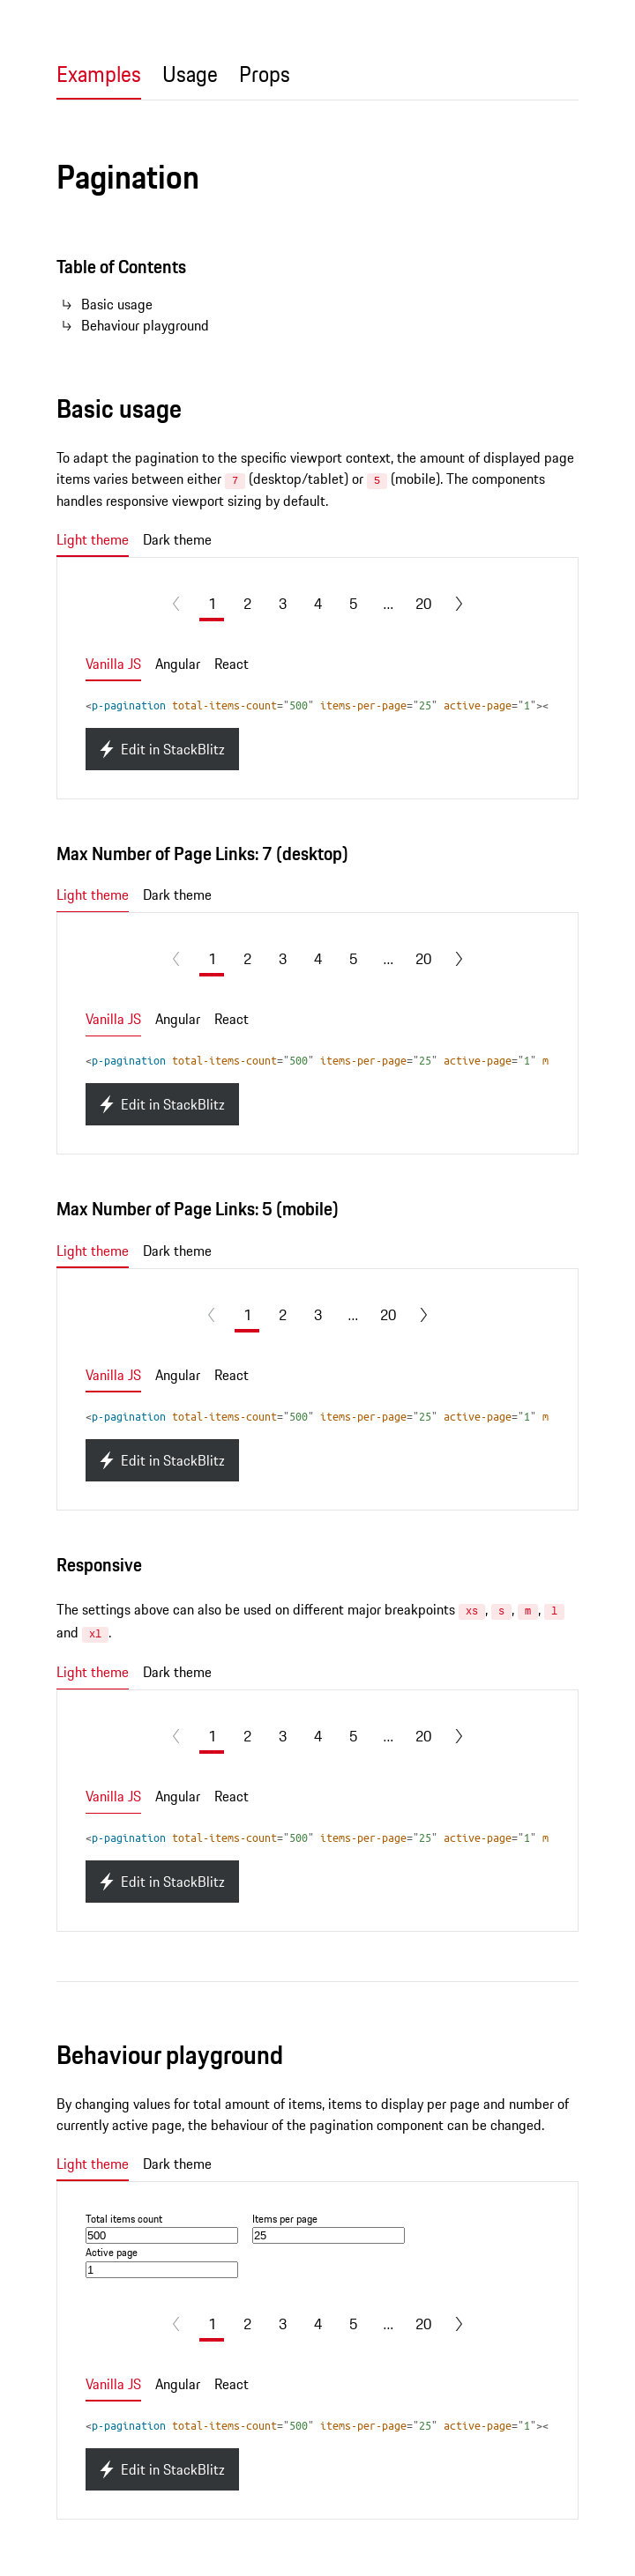 Examples Usage Props
Pagination
Table of Contents
↳ Basic usage
↳ Behaviour playground
Basic usage
To adapt the pagination to the specific viewport context, the amount of displayed page
items varies between either 7 (desktop/tablet) or 5 (mobile). The components
handles responsive viewport sizing by default.
Light theme Dark theme
1 2 3 4 5 ... 20
Vanilla JS Angular React
<p-pagination total-items-count="500" items-per-page="25" active-page="1"><
Edit in StackBlitz
Max Number of Page Links: 7 (desktop)
Light theme Dark theme
1 2 3 4 5 ... 20
Vanilla JS Angular React
<p-pagination total-items-count="500" items-per-page="25" active-page="1" m
Edit in StackBlitz
Max Number of Page Links: 5 (mobile)
Light theme Dark theme
1 2 3 ... 20
Vanilla JS Angular React
<p-pagination total-items-count="500" items-per-page="25" active-page="1" m
Edit in StackBlitz
Responsive
The settings above can also be used on different major breakpoints xs, s, m, l
and xl.
Light theme Dark theme
1 2 3 4 5 ... 20
Vanilla JS Angular React
<p-pagination total-items-count="500" items-per-page="25" active-page="1" m
Edit in StackBlitz
Behaviour playground
By changing values for total amount of items, items to display per page and number of
currently active page, the behaviour of the pagination component can be changed.
Light theme Dark theme
Total items count Items per page
500 25
Active page
1
1 2 3 4 5 ... 20
Vanilla JS Angular React
<p-pagination total-items-count="500" items-per-page="25" active-page="1"><
Edit in StackBlitz